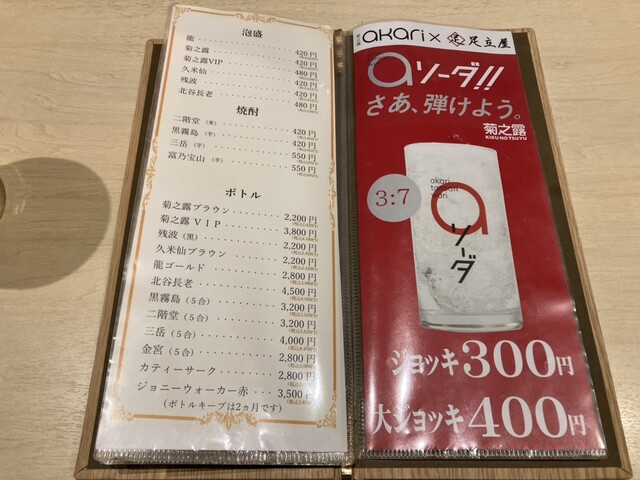 泡盛
龍 420円
菊之露 420円
菊之露VIP 480円
久米仙 420円
残波 420円
北谷長老 480円
焼酎
二階堂（麦） 420円
黒霧島（芋） 420円
三岳（芋） 550円
富乃宝山（芋） 550円
ボトル
菊之露ブラウン 2,200円
菊之露VIP 3,800円
残波（黒） 2,200円
久米仙ブラウン 2,200円
龍ゴールド 2,800円
北谷長老 4,500円
黒霧島（5合） 3,200円
二階堂（5合） 3,200円
三岳（5合） 4,000円
金宮（5合） 2,800円
カティーサーク 2,800円
ジョニーウォーカー赤 3,500円
(ボトルキープは2ヵ月です)
akari × 足立屋
aソーダ!!
さあ、弾けよう。
菊之露
KIKUNOTSUYU
3:7
akari
a
ソーダ
ジョッキ300円
大ジョッキ400円